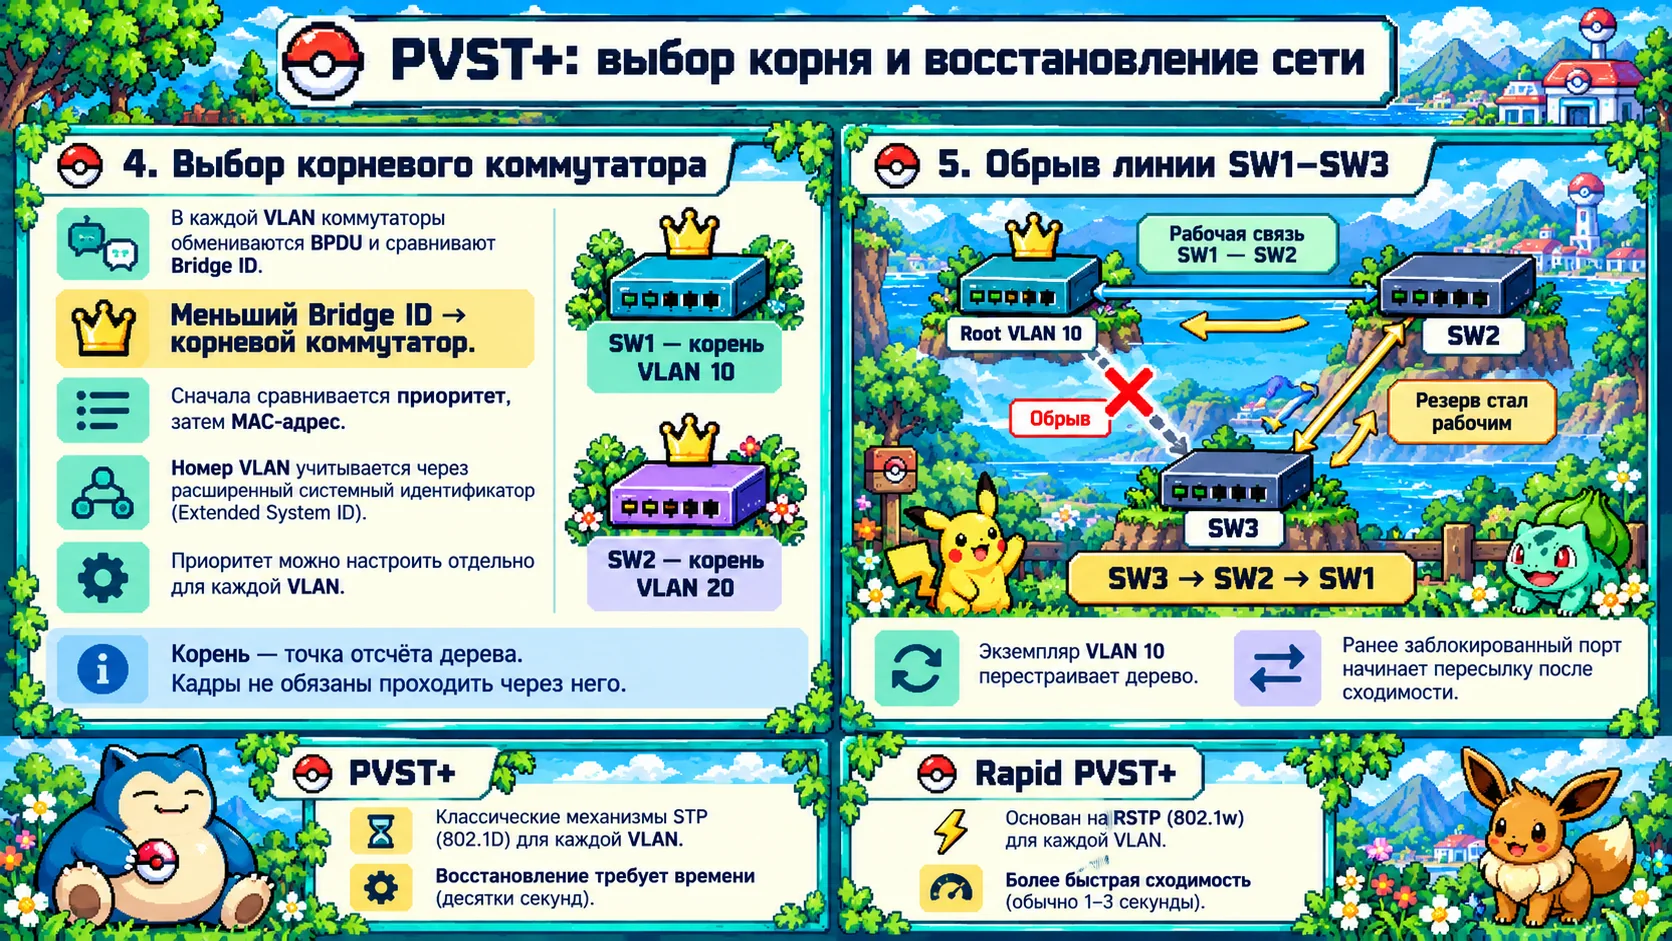 PVST+: выбор корня и восстановление сети
4. Выбор корневого коммутатора
В каждой VLAN коммутаторы
обмениваются BPDU и сравнивают
Bridge ID.
Меньший Bridge ID →
корневой коммутатор.
Сначала сравнивается приоритет,
затем MAC-адрес.
Номер VLAN учитывается через
расширенный системный идентификатор
(Extended System ID).
Приоритет можно настроить отдельно
для каждой VLAN.
SW1 — корень
VLAN 10
SW2 — корень
VLAN 20
Корень — точка отсчёта дерева.
Кадры не обязаны проходить через него.
5. Обрыв линии SW1–SW3
Рабочая связь
SW1 — SW2
Root VLAN 10
SW2
Обрыв
Резерв стал
рабочим
SW3
SW3 → SW2 → SW1
Экземпляр VLAN 10
перестраивает дерево.
Ранее заблокированный порт
начинает пересылку после
сходимости.
PVST+
Классические механизмы STP
(802.1D) для каждой VLAN.
Восстановление требует времени
(десятки секунд).
Rapid PVST+
Основан на RSTP (802.1w)
для каждой VLAN.
Более быстрая сходимость
(обычно 1–3 секунды).